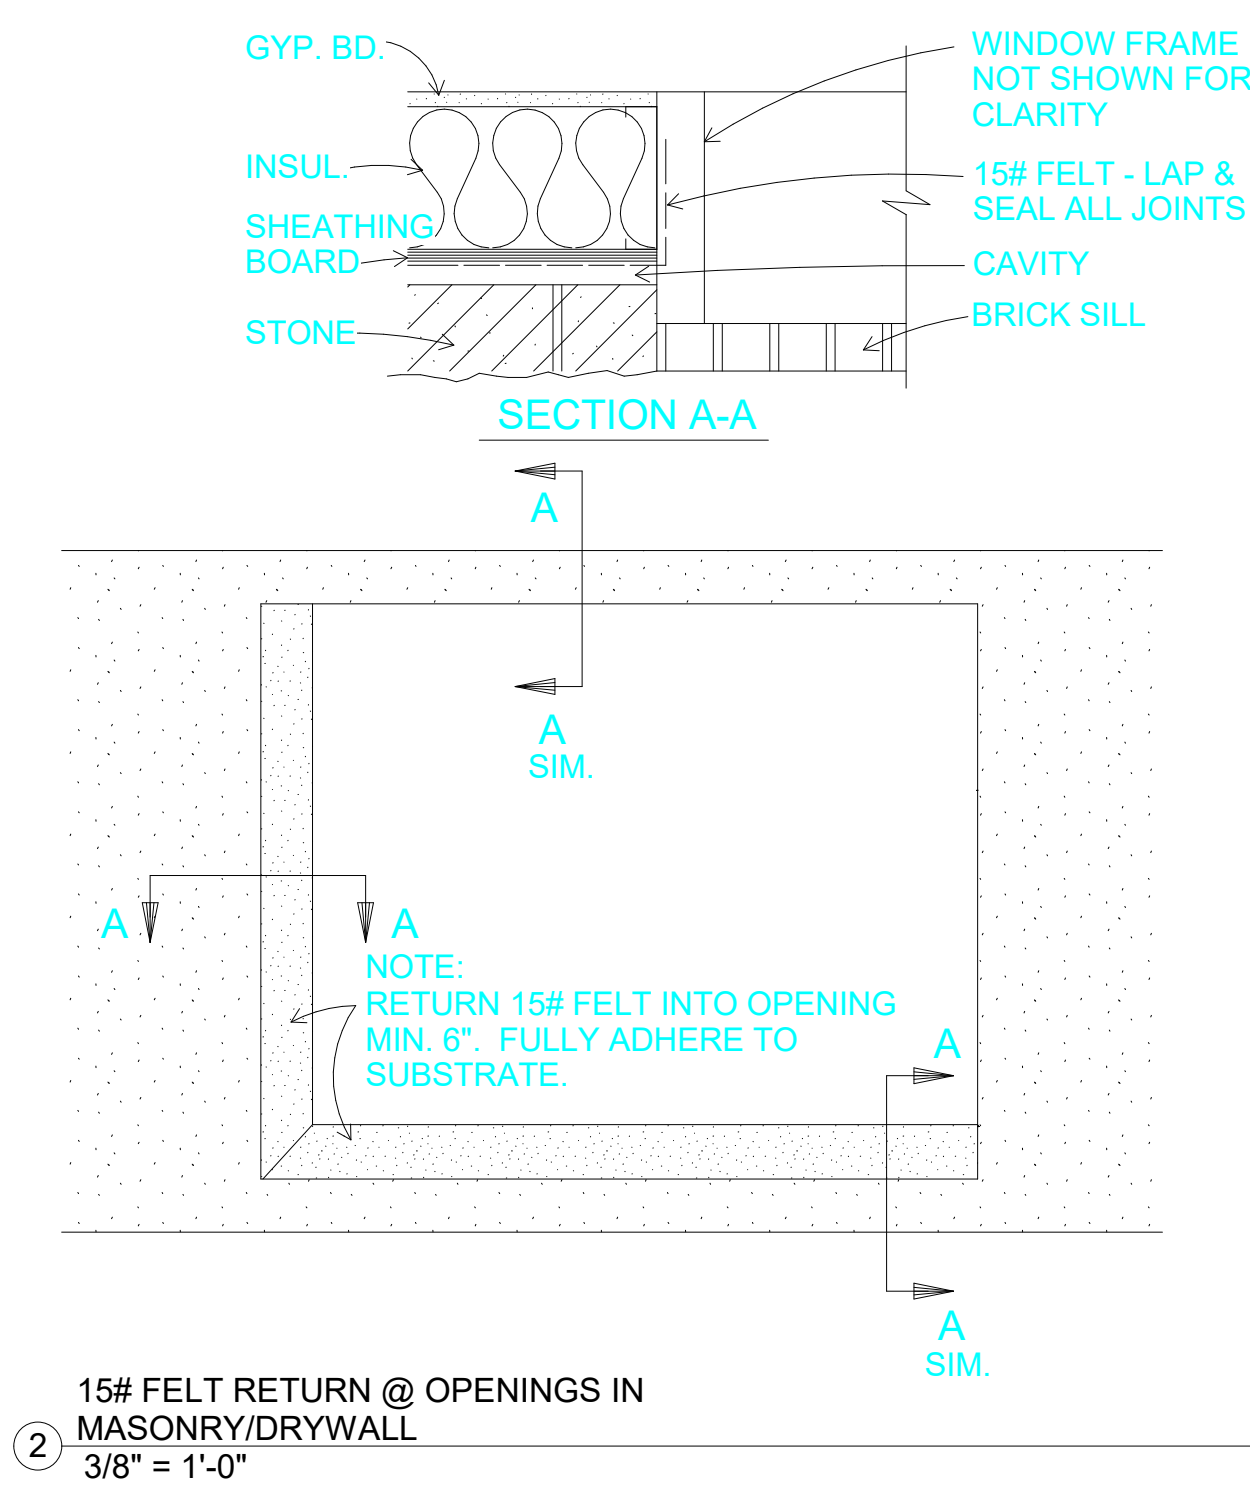 GYP. BD.
INSUL.
SHEATHING
BOARD
STONE
WINDOW FRAME
NOT SHOWN FOR
CLARITY
15# FELT - LAP &
SEAL ALL JOINTS
CAVITY
BRICK SILL
SECTION A-A
A
A
SIM.
A
A
NOTE:
RETURN 15# FELT INTO OPENING
MIN. 6". FULLY ADHERE TO
SUBSTRATE.
A
A
SIM.
15# FELT RETURN @ OPENINGS IN
MASONRY/DRYWALL
2
3/8" = 1'-0"